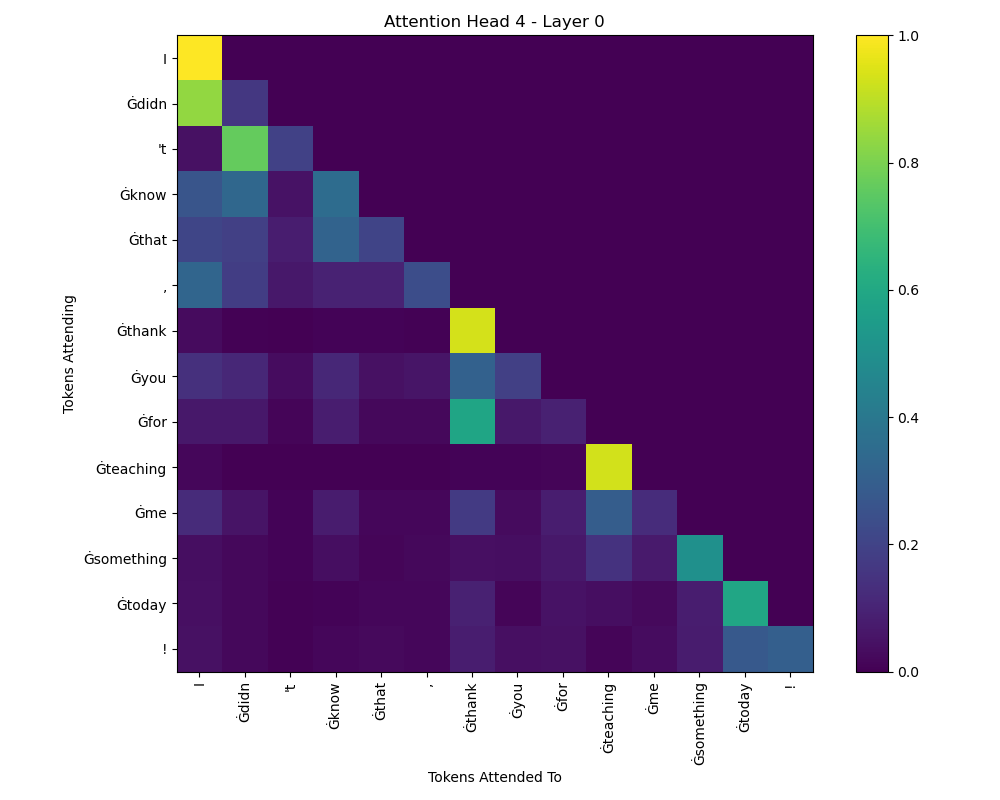 Attention Head 4 - Layer 0
I
Ġdidn
't
Ġknow
Ġthat
,
Ġthank
Ġyou
Ġfor
Ġteaching
Ġme
Ġsomething
Ġtoday
!
Tokens Attending
I
Ġdidn
't
Ġknow
Ġthat
,
Ġthank
Ġyou
Ġfor
Ġteaching
Ġme
Ġsomething
Ġtoday
!
Tokens Attended To
1.0
0.8
0.6
0.4
0.2
0.0